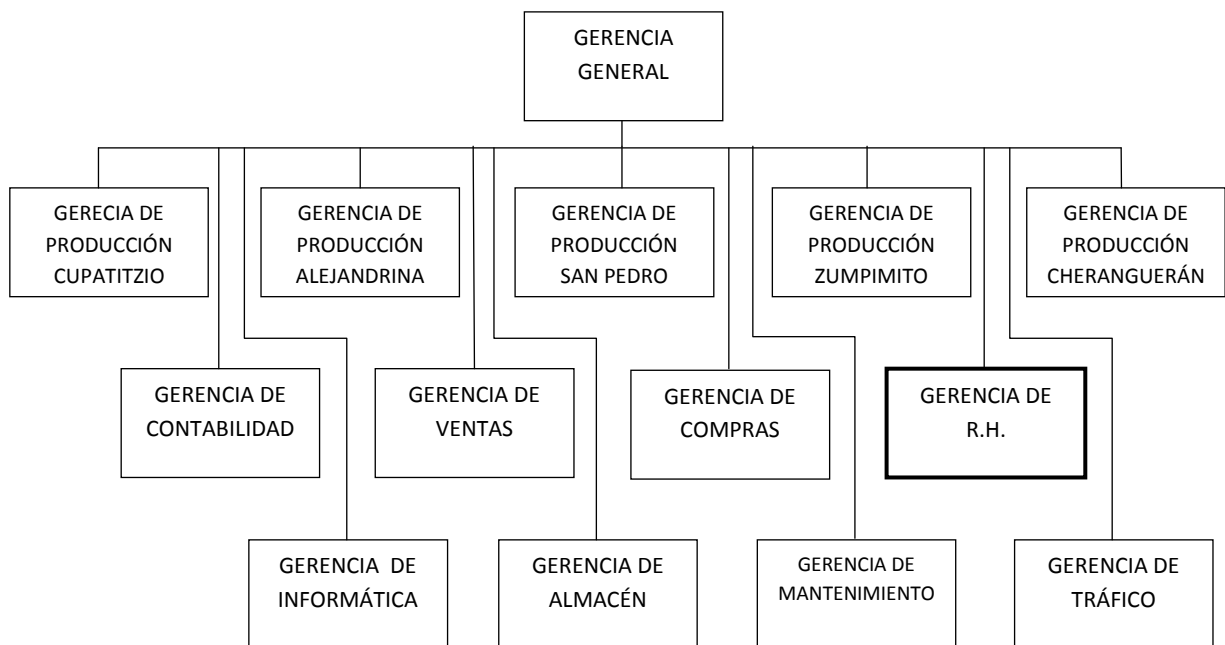 GERENCIA
GENERAL
GERECIA DE
PRODUCCIÓN
CUPATITZIO
GERENCIA DE
PRODUCCIÓN
ALEJANDRINA
GERENCIA DE
PRODUCCIÓN
SAN PEDRO
GERENCIA DE
PRODUCCIÓN
ZUMPIMITO
GERENCIA DE
PRODUCCIÓN
CHERANGUERÁN
GERENCIA DE
CONTABILIDAD
GERENCIA DE
VENTAS
GERENCIA DE
COMPRAS
GERENCIA DE
R.H.
GERENCIA DE
INFORMÁTICA
GERENCIA DE
ALMACÉN
GERENCIA DE
MANTENIMIENTO
GERENCIA DE
TRÁFICO